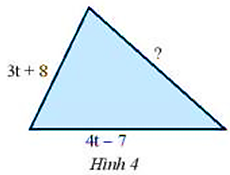 ?
3t + 8
4t – 7
Hình 4